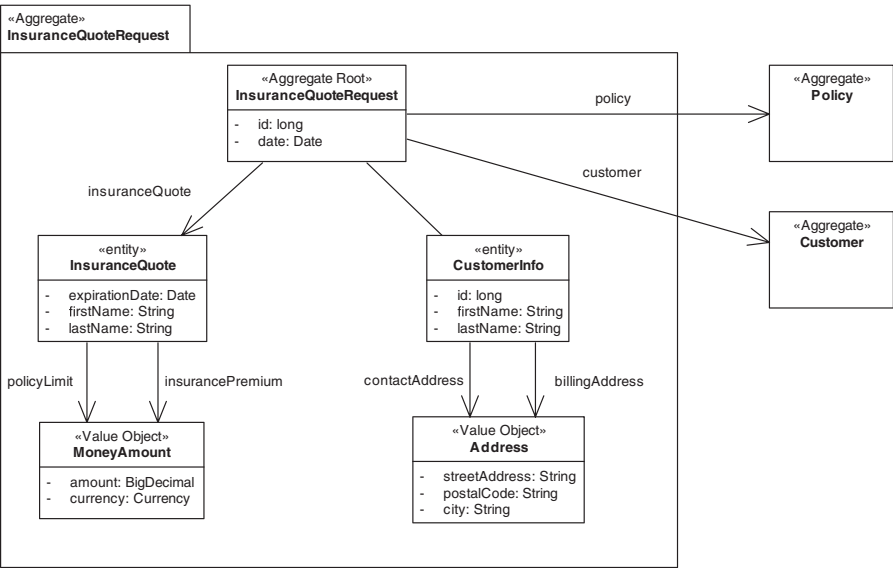 «Aggregate»
InsuranceQuoteRequest
«Aggregate Root»
InsuranceQuoteRequest
- id: long
- date: Date
policy
«Aggregate»
Policy
customer
«Aggregate»
Customer
insuranceQuote
«entity»
InsuranceQuote
- expirationDate: Date
- firstName: String
- lastName: String
«entity»
CustomerInfo
- id: long
- firstName: String
- lastName: String
policyLimit
insurancePremium
contactAddress
billingAddress
«Value Object»
MoneyAmount
- amount: BigDecimal
- currency: Currency
«Value Object»
Address
- streetAddress: String
- postalCode: String
- city: String